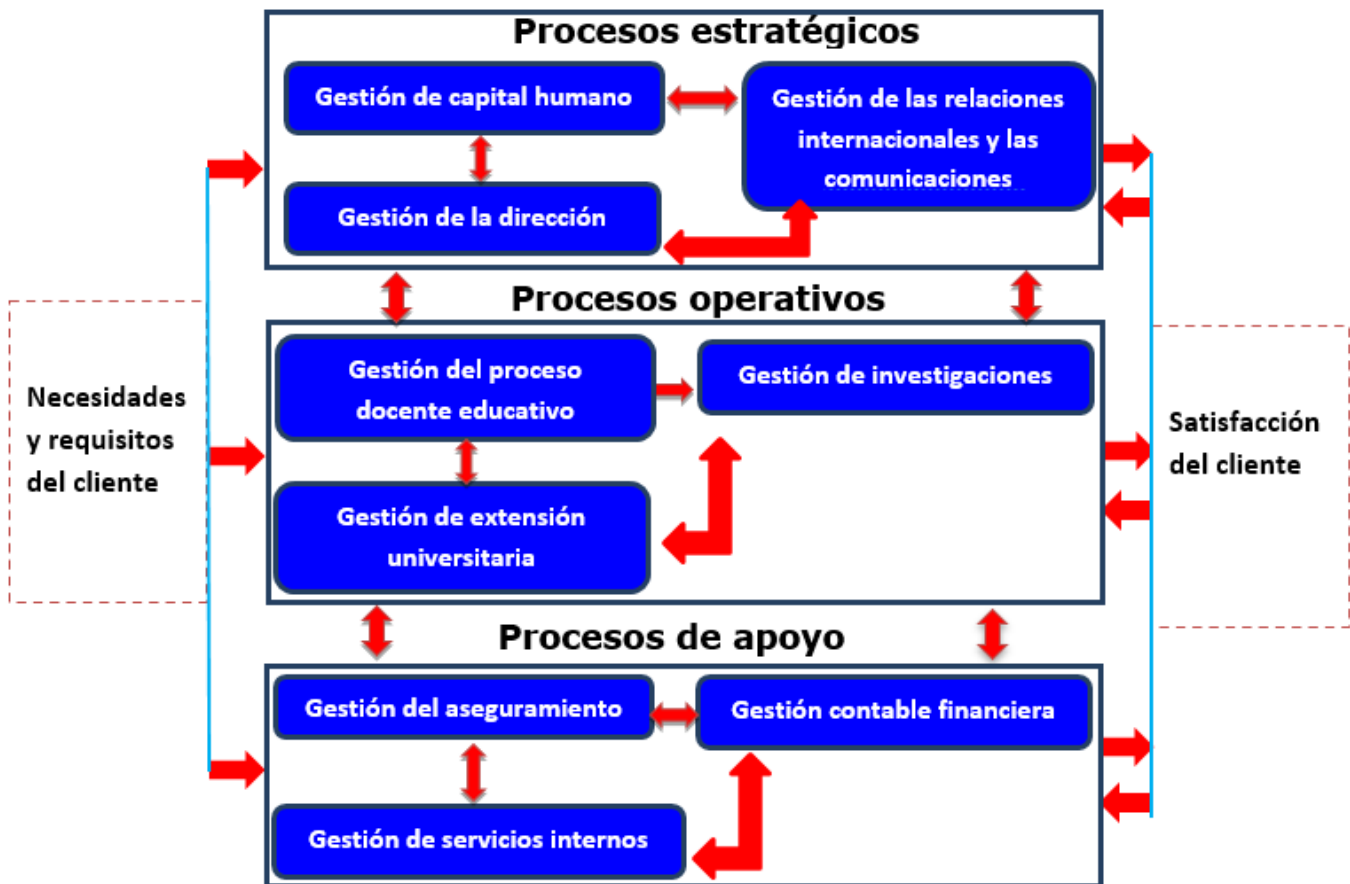 Procesos estratégicos
Gestión de capital humano
Gestión de las relaciones
internacionales y las
comunicaciones
Gestión de la dirección
Procesos operativos
Gestión del proceso
docente educativo
Gestión de investigaciones
Gestión de extensión
universitaria
Necesidades
y requisitos
del cliente
Satisfacción
del cliente
Procesos de apoyo
Gestión del aseguramiento
Gestión contable financiera
Gestión de servicios internos